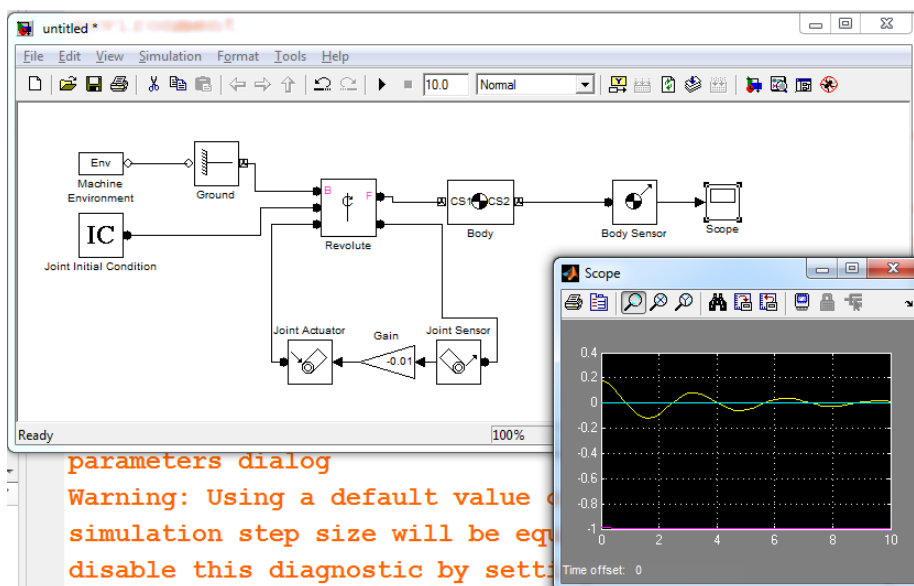 untitled *
File Edit View Simulation Format Tools Help
10.0 Normal
Env
Machine
Environment
Ground
IC
Joint Initial Condition
B F
Revolute
CS1 CS2
Body
Body Sensor
Scope
Joint Actuator
Gain
-0.01
Joint Sensor
Ready 100%
Scope
0.4
0.2
0
-0.2
-0.4
-0.6
-0.8
-1
0 2 4 6 8 10
Time offset: 0
parameters dialog
Warning: Using a default value
simulation step size will be
disable this diagnostic by